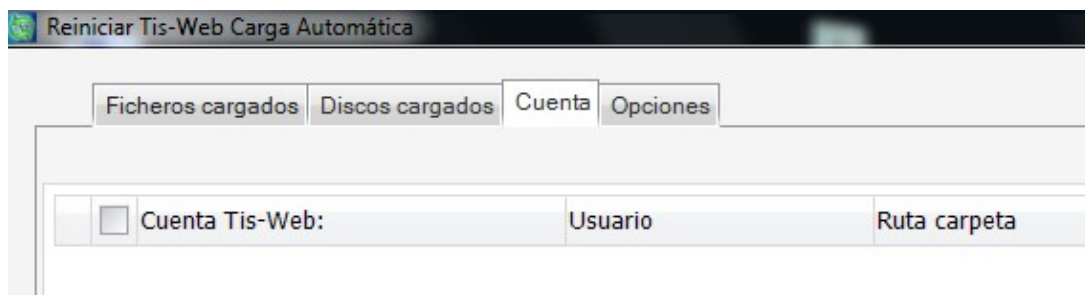 Reiniciar Tis-Web Carga Automática
Ficheros cargados Discos cargados Cuenta Opciones
Cuenta Tis-Web: Usuario Ruta carpeta